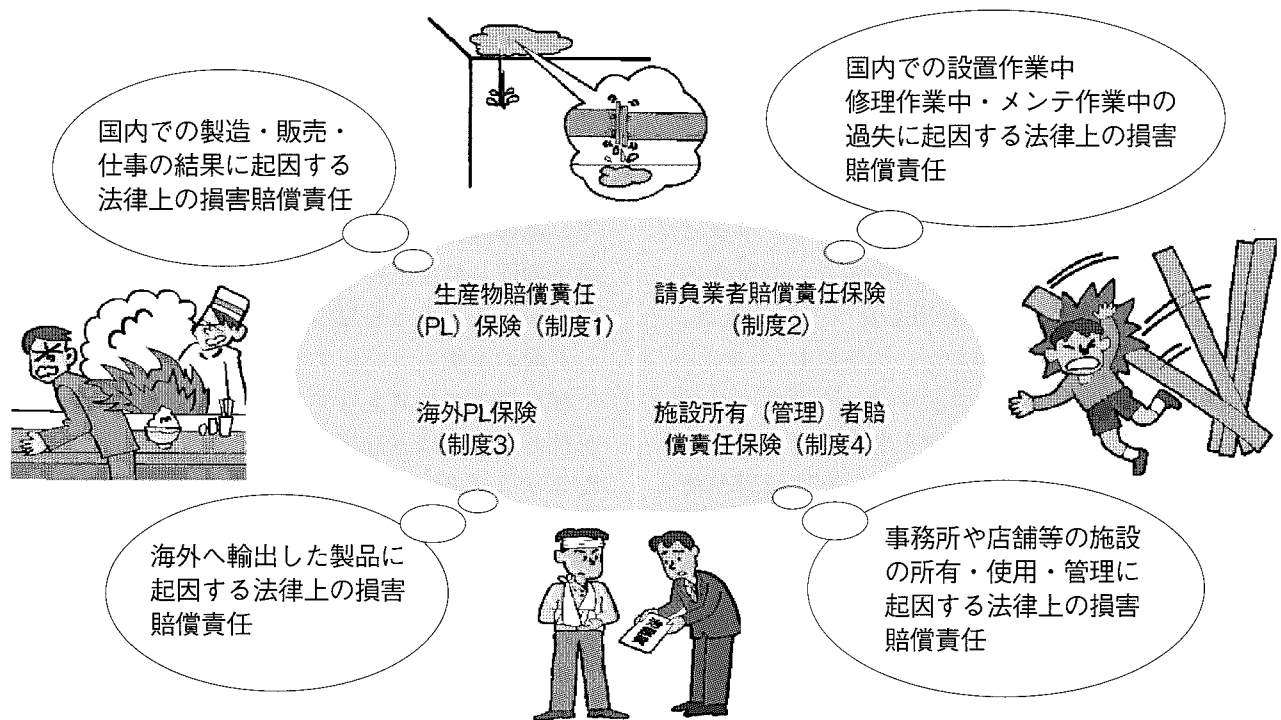 国内での製造・販売・
仕事の結果に起因する
法律上の損害賠償責任
国内での設置作業中
修理作業中・メンテ作業中の
過失に起因する法律上の損害
賠償責任
生産物賠償責任
（PL）保険（制度1）
請負業者賠償責任保険
（制度2）
海外PL保険
（制度3）
施設所有（管理）者賠
償責任保険（制度4）
海外へ輸出した製品に
起因する法律上の損害
賠償責任
事務所や店舗等の施設
の所有・使用・管理に
起因する法律上の損害
賠償責任